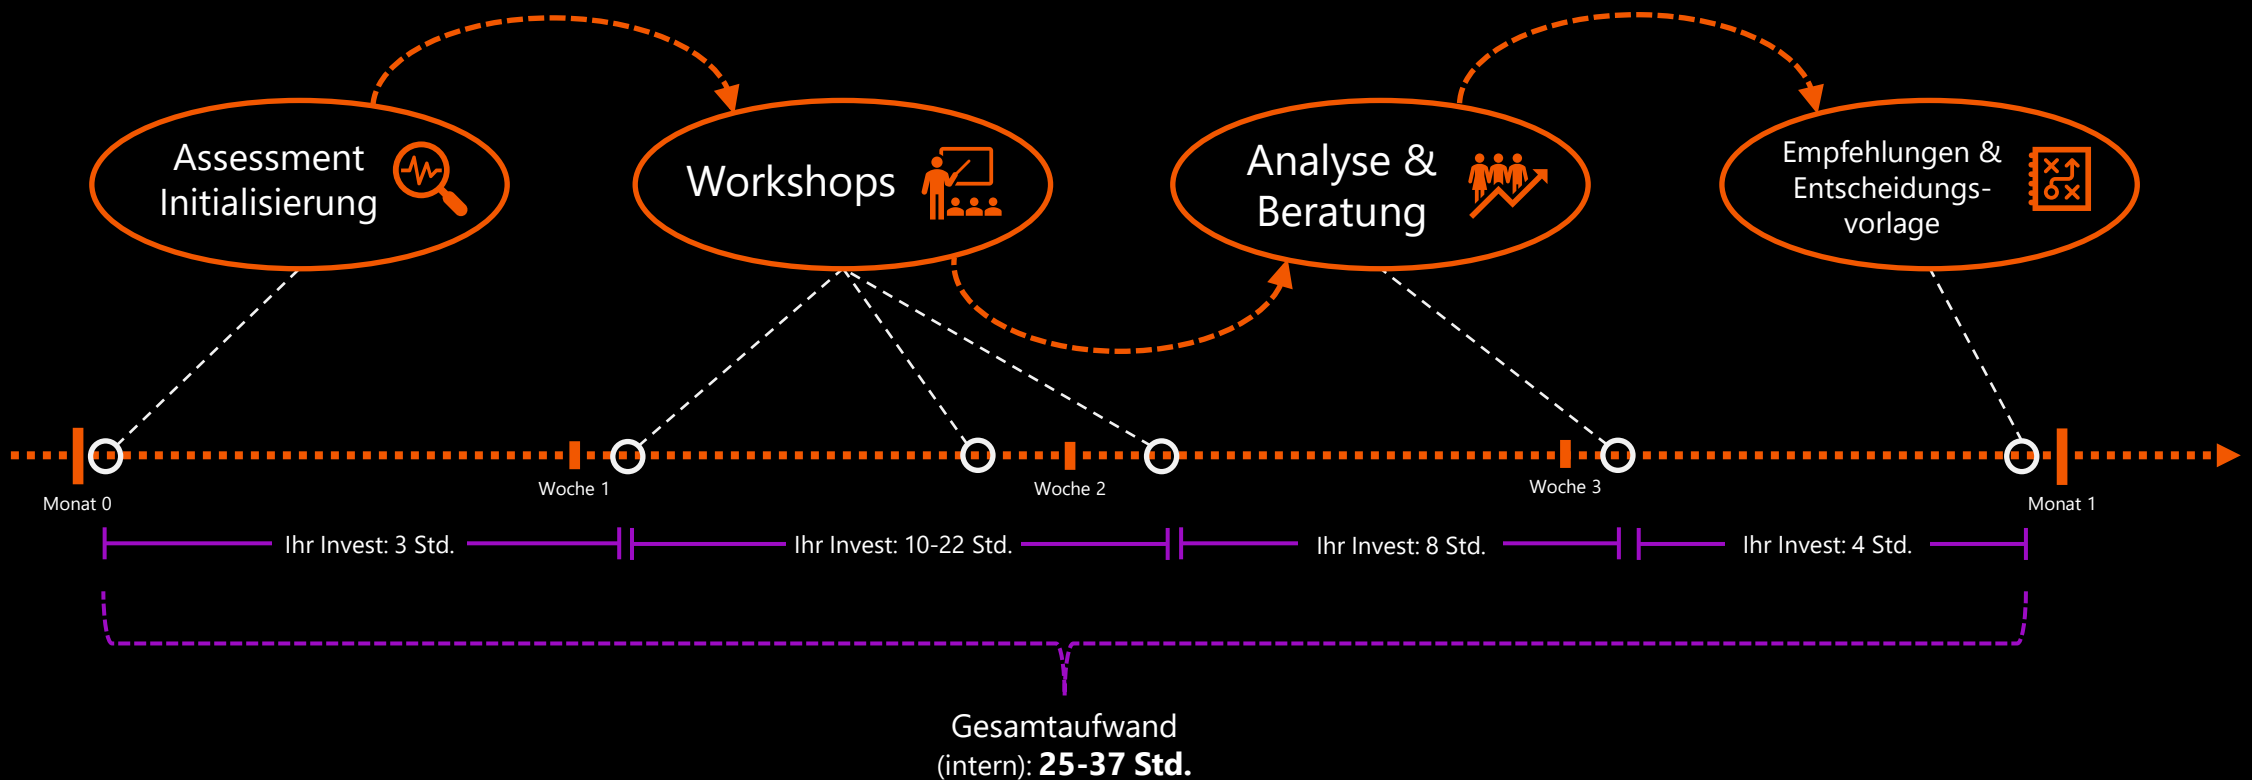 Assessment
Initialisierung
Workshops
Analyse &
Beratung
Empfehlungen &
Entscheidungs-
vorlage
Monat 0
Woche 1
Woche 2
Woche 3
Monat 1
Ihr Invest: 3 Std.
Ihr Invest: 10-22 Std.
Ihr Invest: 8 Std.
Ihr Invest: 4 Std.
Gesamtaufwand
(intern): 25-37 Std.